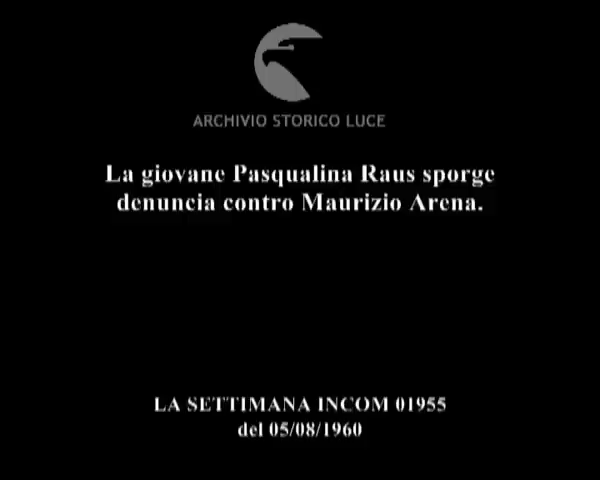 ARCHIVIO STORICO LUCE
La giovane Pasqualina Raus sporge
denuncia contro Maurizio Arena.
LA SETTIMANA INCOM 01955
del 05/08/1960